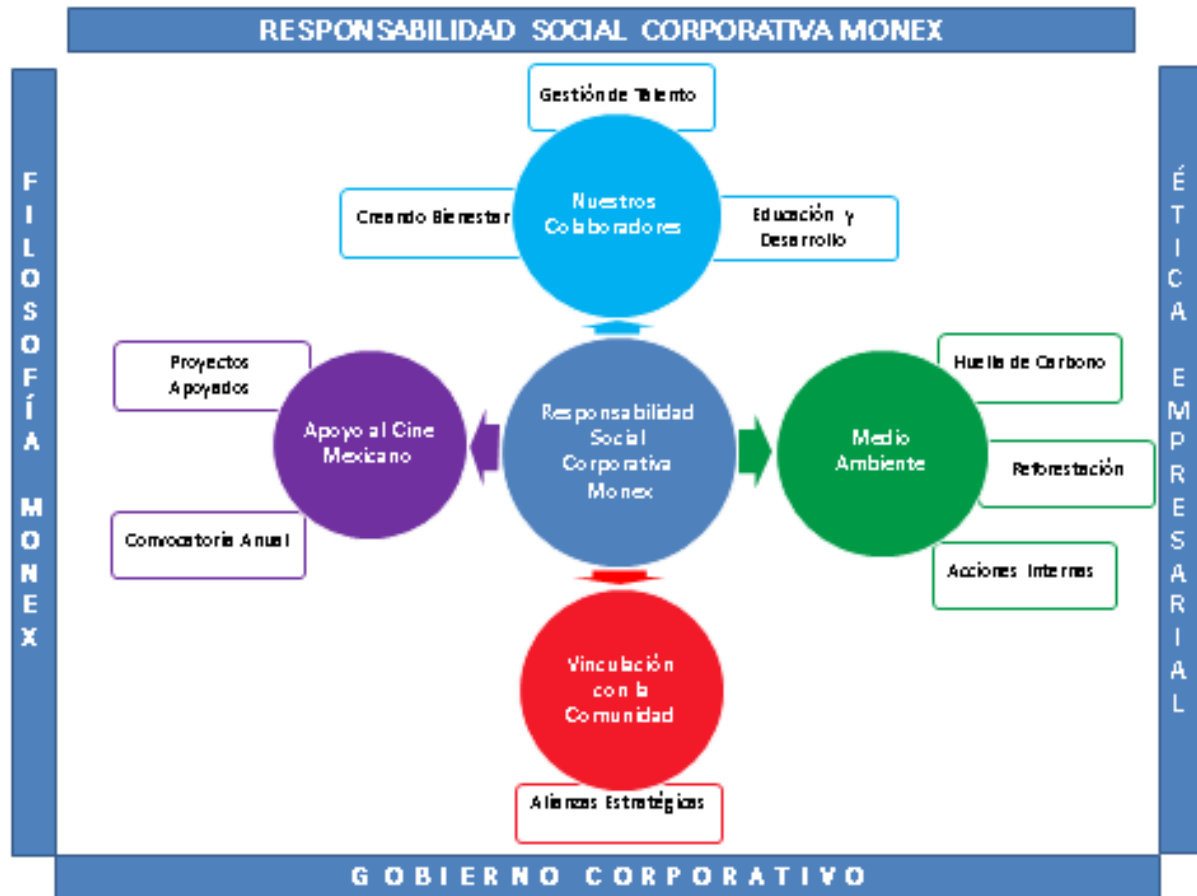 RESPONSABILIDAD SOCIAL CORPORATIVA MONEX
FILOSOFÍA MONEX
Gestión de Talento
Creando Bienestar
Nuestros
Colaboradores
Educación y
Desarrollo
Proyectos
Apoyados
Apoyo al Cine
Mexicano
Convocatoria Anual
Responsabilidad
Social
Corporativa
Monex
Medio
Ambiente
Huella de Carbono
Reforestación
Acciones Internas
Vinculación
con la
Comunidad
Alianzas Estratégicas
ÉTICA EMPRESARIAL
GOBIERNO CORPORATIVO